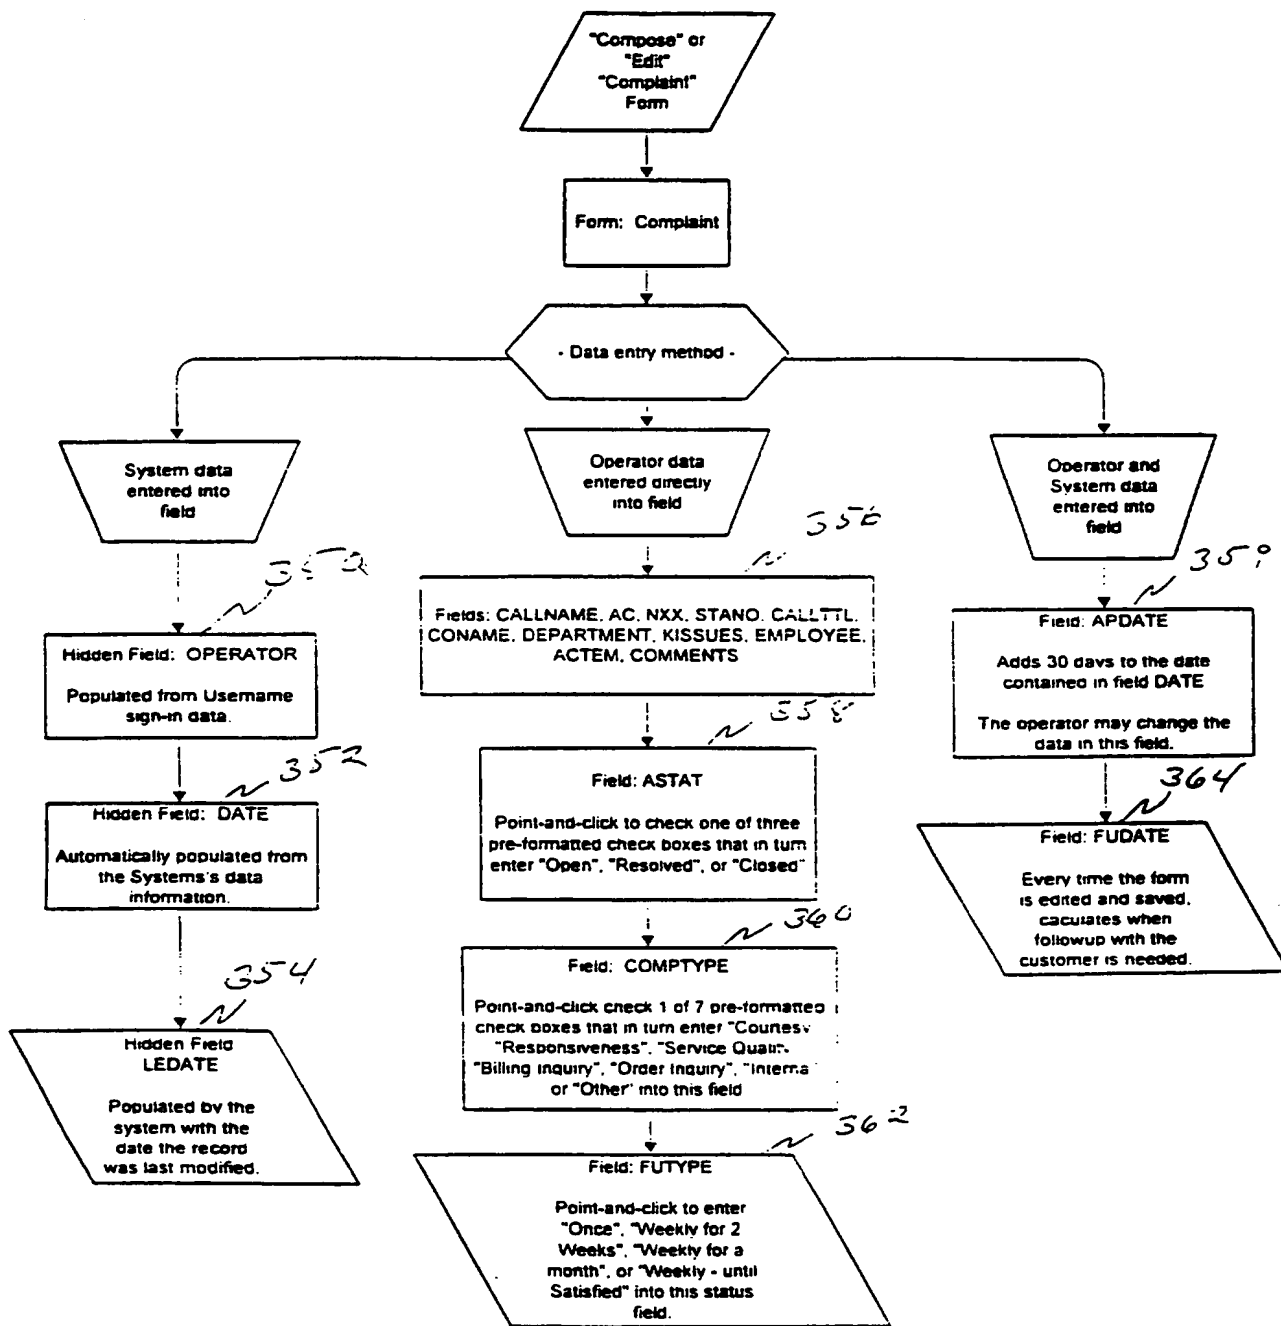 "Compose" or
"Edit"
"Complaint"
Form
Form: Complaint
- Data entry method -
System data
entered into
field
Operator data
entered directly
into field
Operator and
System data
entered into
field
356
Fields: CALLNAME, AC, NXX, STANO, CALLTTL,
CONAME, DEPARTMENT, KISSUES, EMPLOYEE,
ACTEM, COMMENTS
Hidden Field: OPERATOR
Populated from Username
sign-in data.
352
Hidden Field: DATE
Automatically populated from
the Systems's data
information.
354
Hidden Field
LEDATE
Populated by the
system with the
date the record
was last modified.
358
Field: ASTAT
Point-and-click to check one of three
pre-formatted check boxes that in turn
enter "Open", "Resolved", or "Closed"
360
Field: COMPTYPE
Point-and-click check 1 of 7 pre-formatted
check boxes that in turn enter "Courtesy
"Responsiveness", "Service
"Billing Inquiry", "Order Inquiry",
or "Other" into this field
362
Field: FUTYPE
Point-and-click to enter
"Once", "Weekly for 2
Weeks", "Weekly for a
month", or "Weekly - until
Satisfied" into this status
field.
Field: APDATE
Adds 30 days to the date
contained in field DATE
The operator may change the
data in this field.
364
Field: FUDATE
Every time the form
is edited and saved,
caculates when
followup with the
customer is needed.